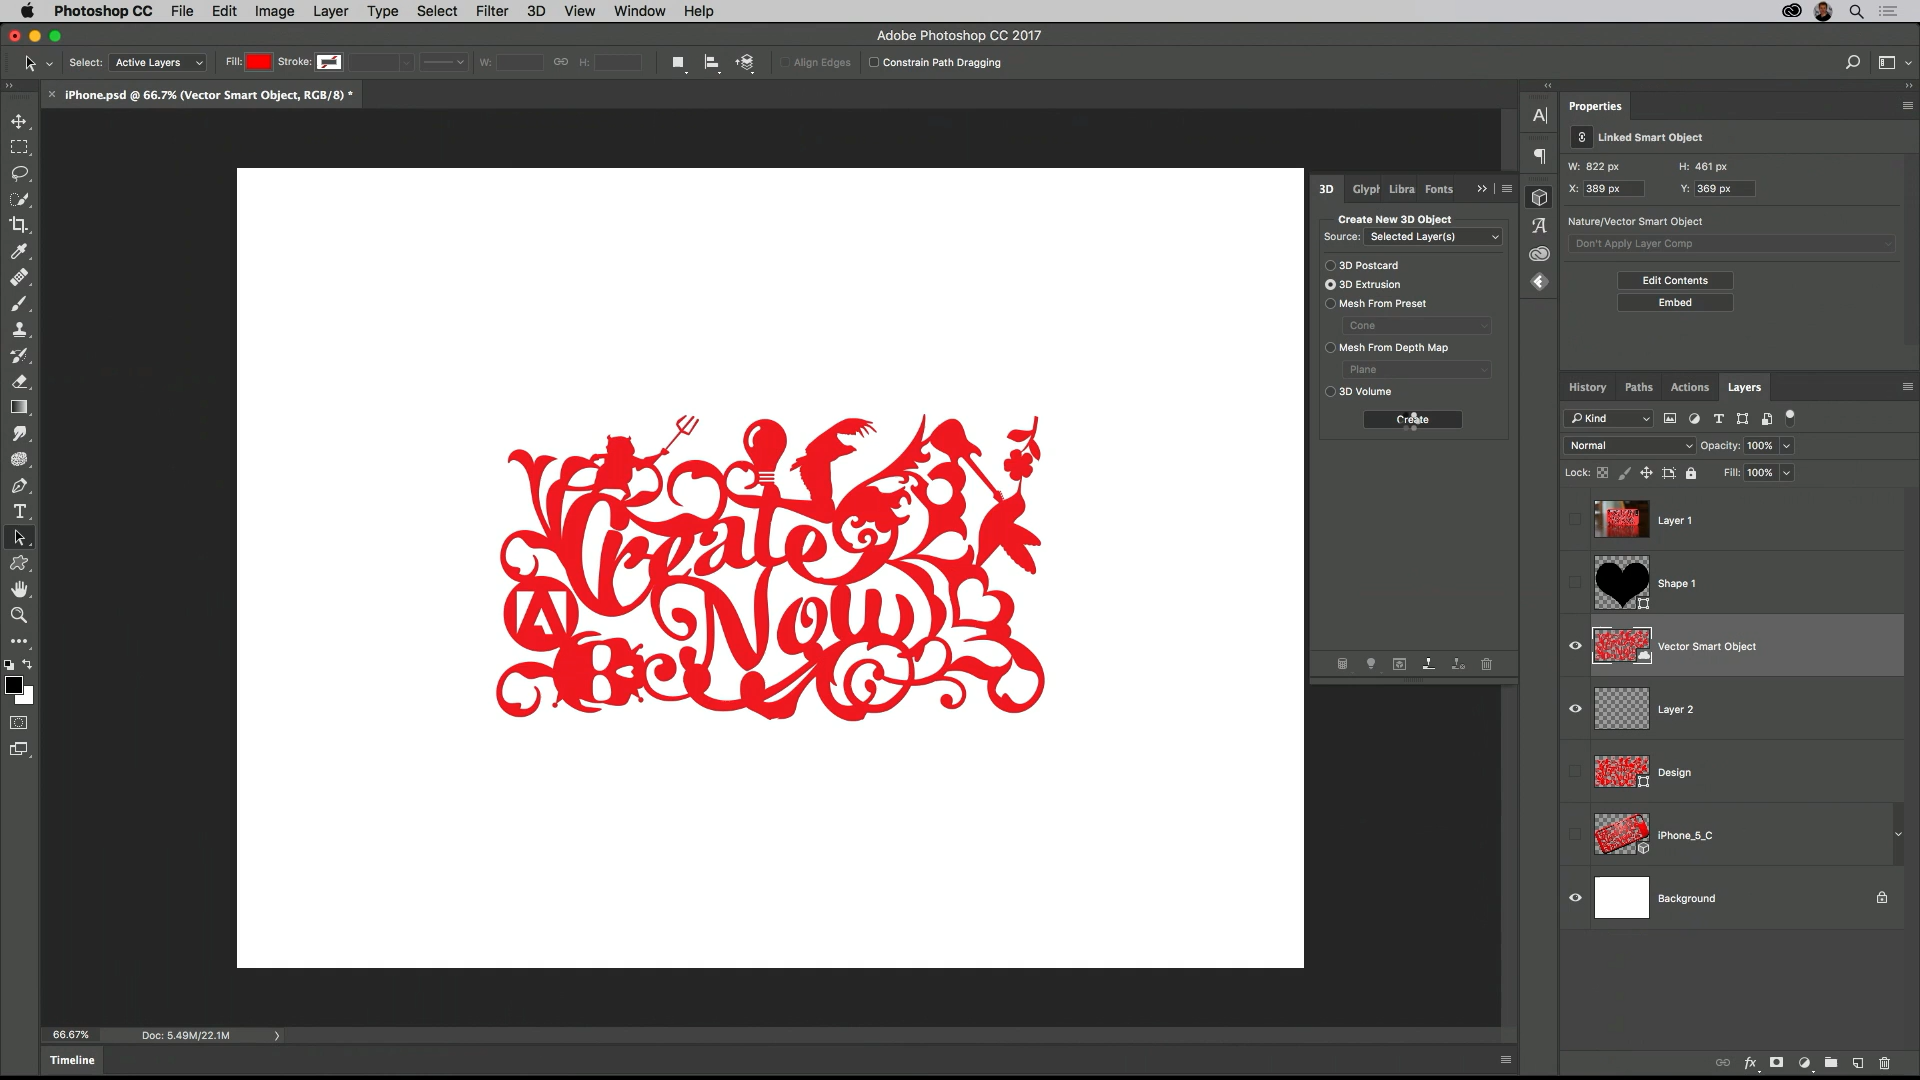 Photoshop CC File Edit Image Layer Type Select Filter 3D View Window Help
Adobe Photoshop CC 2017
Select: Active Layers Fill: Stroke: W: H: Align Edges Constrain Path Dragging
iPhone.psd @ 66.7% (Vector Smart Object, RGB/8) *
Create
Now
3D Glyph Libra Fonts
Create New 3D Object
Source: Selected Layer(s)
3D Postcard
3D Extrusion
Mesh From Preset
Cone
Mesh From Depth Map
Plane
3D Volume
Create
Properties
Linked Smart Object
W: 822 px H: 461 px
X: 389 px Y: 369 px
Nature/Vector Smart Object
Don't Apply Layer Comp
Edit Contents
Embed
History Paths Actions Layers
Kind
Normal Opacity: 100%
Lock: Fill: 100%
Layer 1
Shape 1
Vector Smart Object
Layer 2
Design
iPhone_5_C
Background
66.67% Doc: 5.49M/22.1M
Timeline